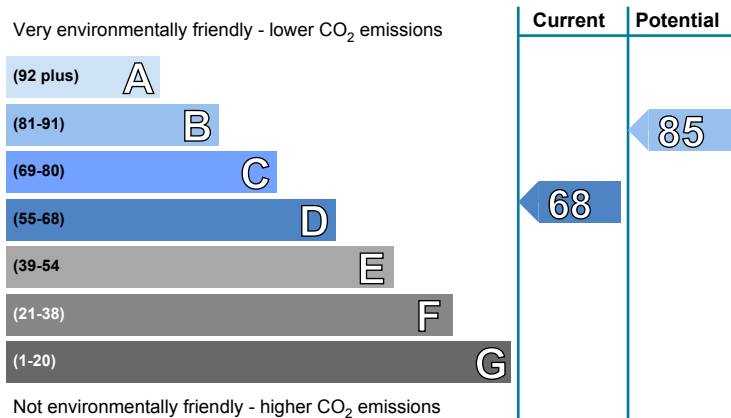 Current Potential
Very environmentally friendly - lower CO₂ emissions
(92 plus) A
(81-91) B
85
(69-80) C
(55-68) D
68
(39-54 E
(21-38) F
(1-20) G
Not environmentally friendly - higher CO₂ emissions